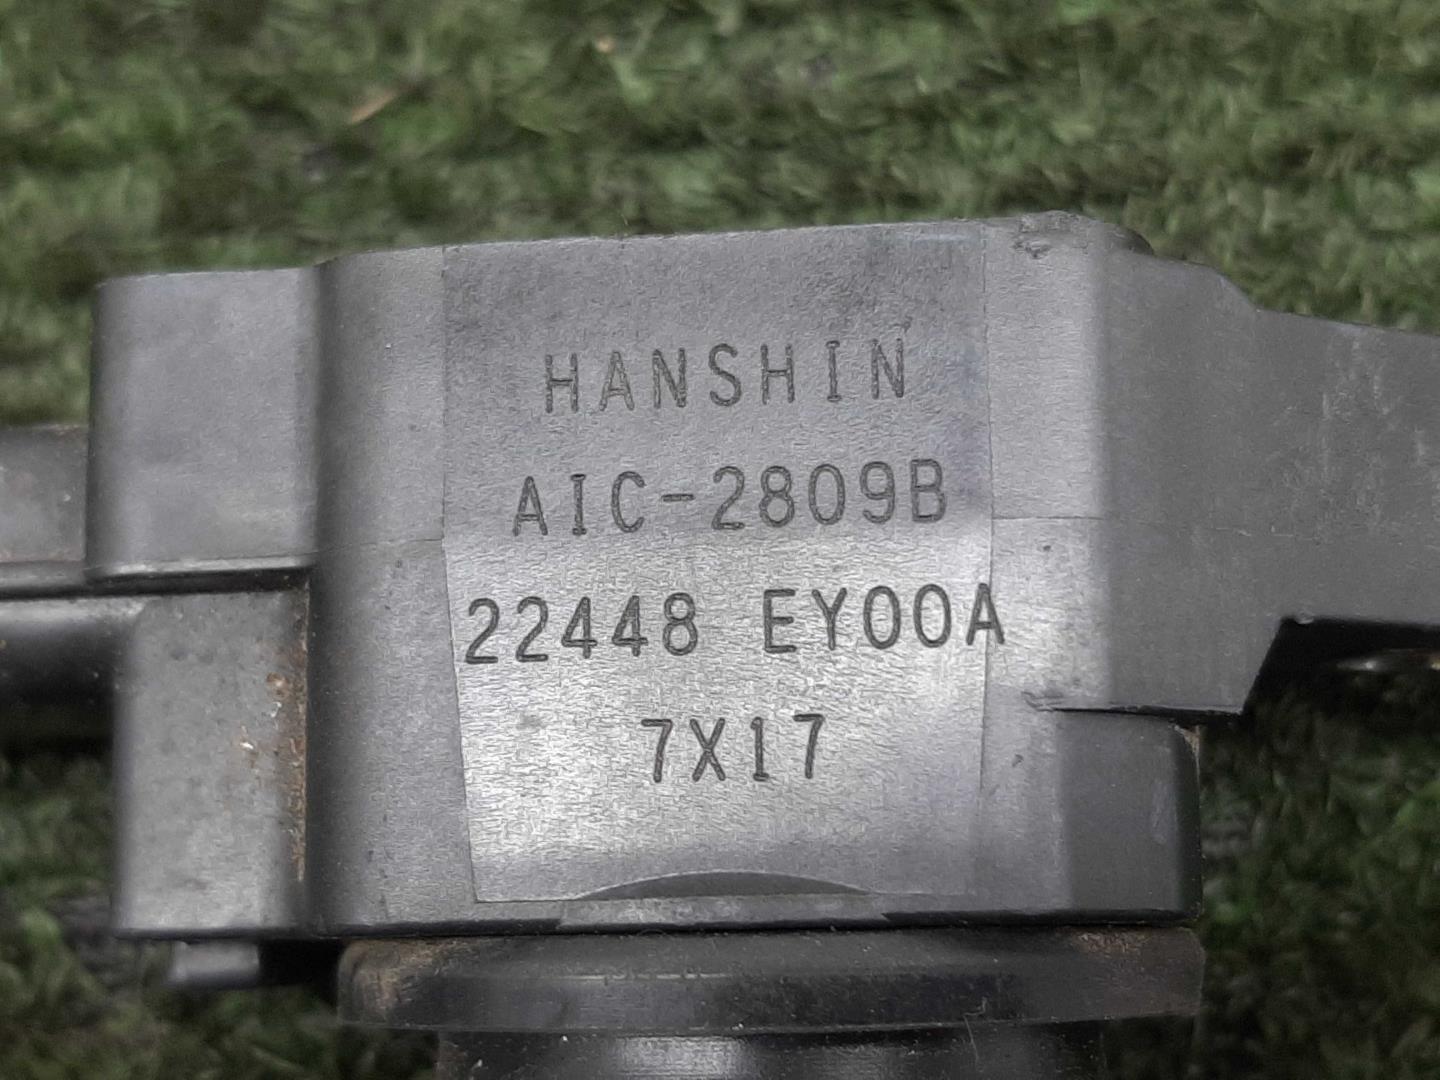 HANSHIN
AIC-2809B
22448 EY00A
7X17